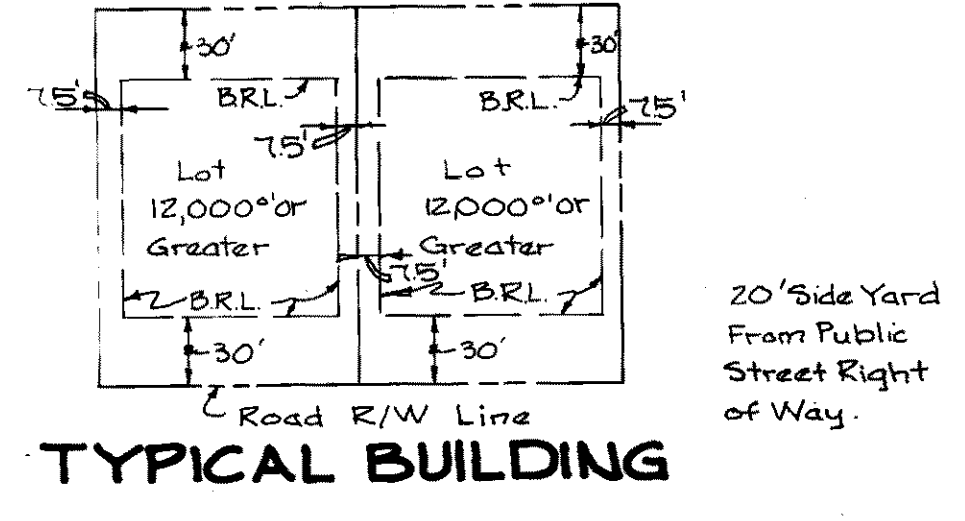 30'
30'
7.5'
B.R.L.
B.R.L.
7.5'
7.5'
Lot
12,000°'or
Greater
Lot
12,000°'or
Greater
7.5'
B.R.L.
B.R.L.
30'
30'
Road R/W Line
TYPICAL BUILDING
20' Side Yard
From Public
Street Right
of Way.